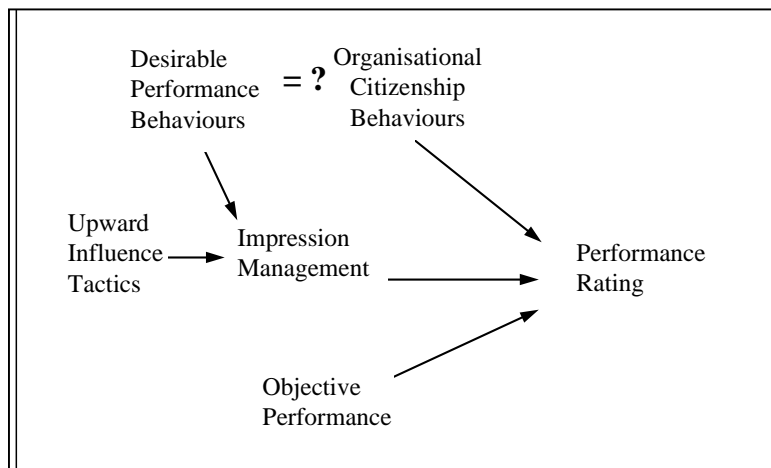 Desirable
Performance
Behaviours
= ?
Organisational
Citizenship
Behaviours
Upward
Influence
Tactics
Impression
Management
Performance
Rating
Objective
Performance